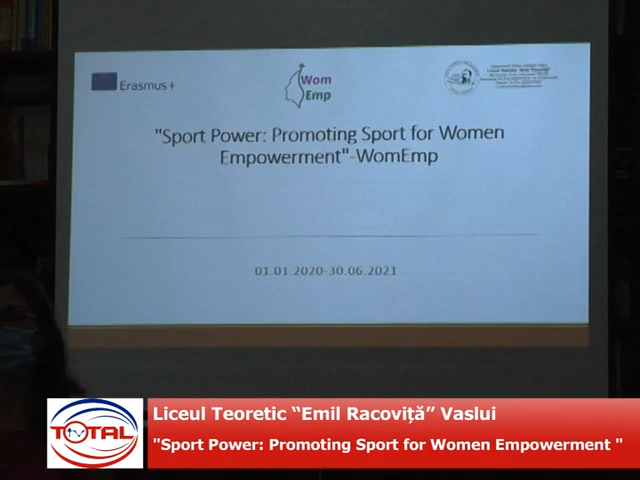 Erasmus+
Wom
Emp
"Sport Power: Promoting Sport for Women
Empowerment"-WomEmp
01.01.2020-30.06.2021
TOTAL
tv
Liceul Teoretic “Emil Racoviță” Vaslui
"Sport Power: Promoting Sport for Women Empowerment "